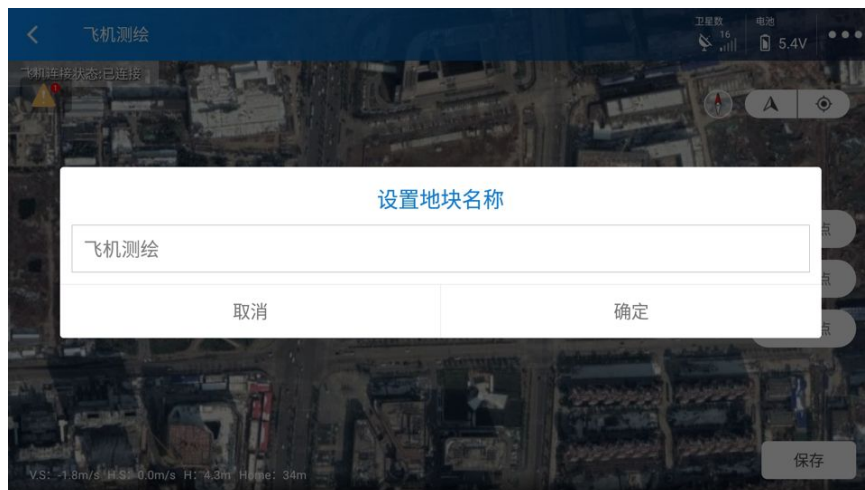 飞机测绘
卫星数
16
电池
5.4V
飞机连接状态:已连接
设置地块名称
飞机测绘
取消
确定
点
点
点
保存
V.S: -1.8m/s H.S: 0.0m/s H: 4.3m Home: 34m